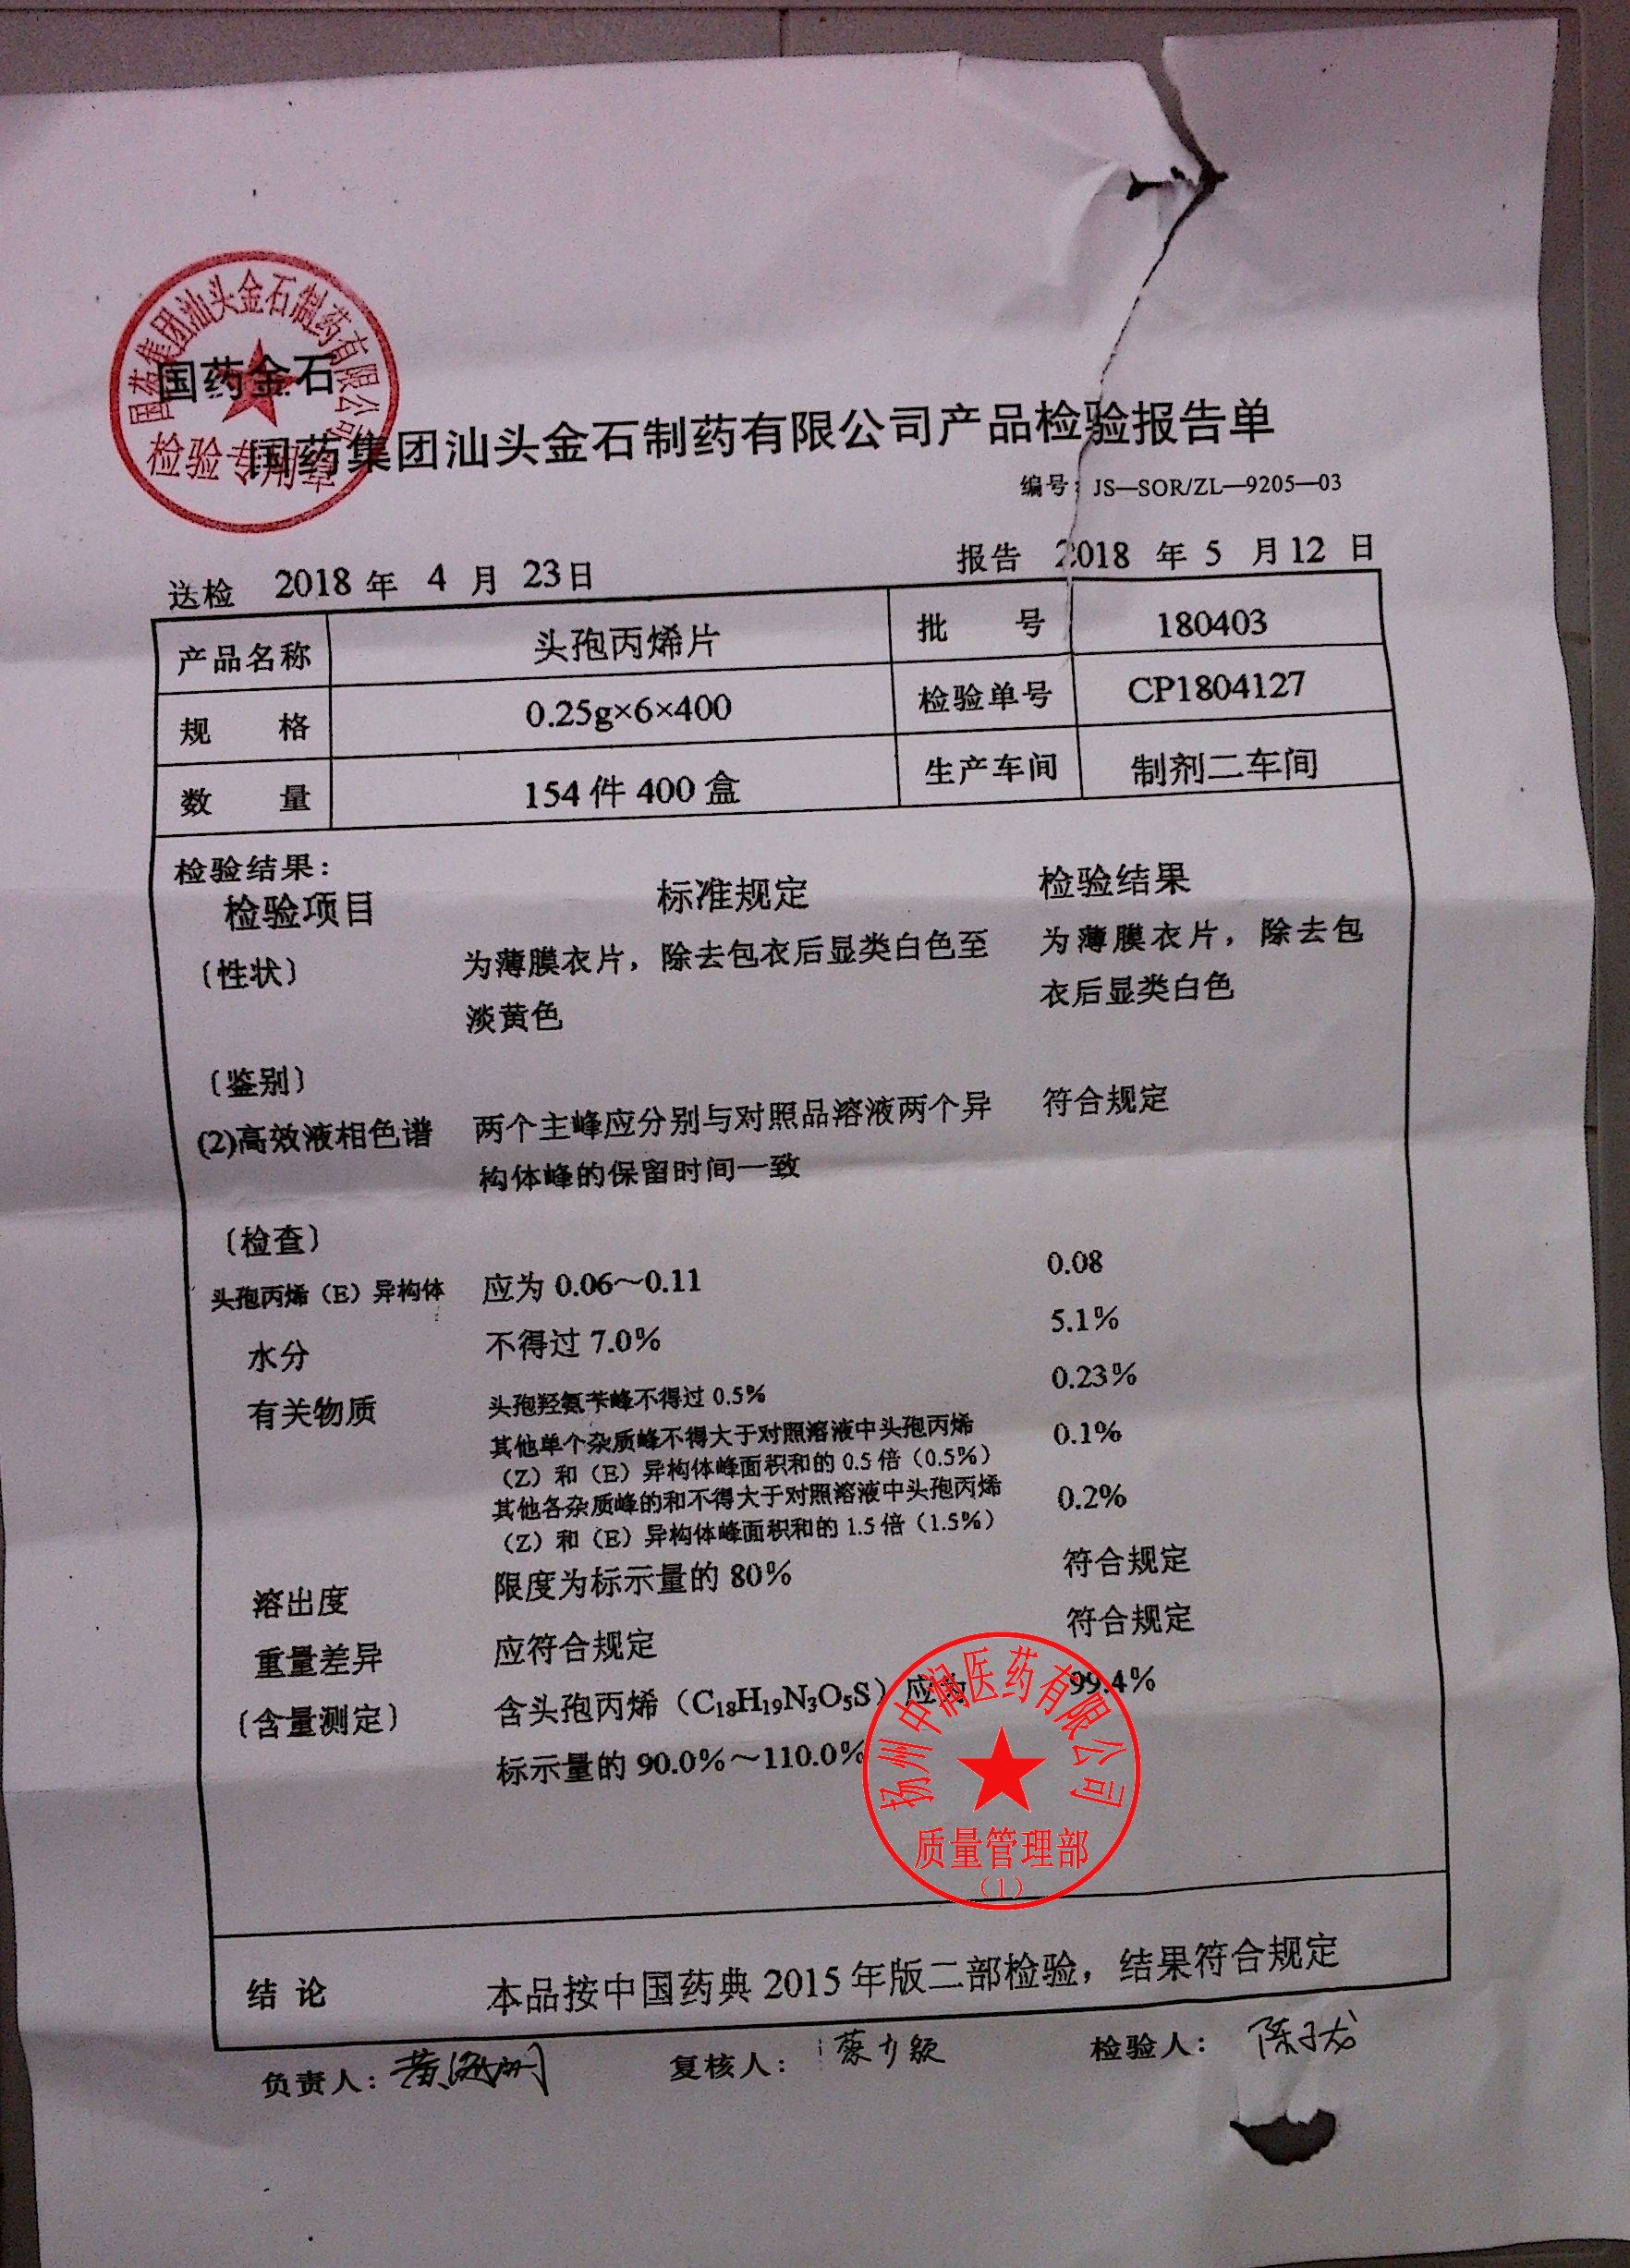 国药集团汕头金石制药有限公司
检验专用章
国药金石
国药集团汕头金石制药有限公司产品检验报告单
编号：JS—SOR/ZL—9205—03
送检 2018 年 4 月 23日 报告 2018 年 5 月 12 日
产品名称 头孢丙烯片 批 号 180403
规 格 0.25g×6×400 检验单号 CP1804127
数 量 154 件 400 盒 生产车间 制剂二车间
检验结果：
检验项目 标准规定 检验结果
〔性状〕 为薄膜衣片，除去包衣后显类白色至 为薄膜衣片，除去包
淡黄色 衣后显类白色
〔鉴别〕
(2)高效液相色谱 两个主峰应分别与对照品溶液两个异 符合规定
构体峰的保留时间一致
〔检查〕
头孢丙烯（E）异构体 应为 0.06～0.11 0.08
水分 不得过 7.0% 5.1%
有关物质 头孢羟氨苄峰不得过 0.5% 0.23%
其他单个杂质峰不得大于对照溶液中头孢丙烯 0.1%
（Z）和（E）异构体峰面积和的 0.5 倍（0.5%）
其他各杂质峰的和不得大于对照溶液中头孢丙烯 0.2%
（Z）和（E）异构体峰面积和的 1.5 倍（1.5%）
溶出度 限度为标示量的 80% 符合规定
重量差异 应符合规定 符合规定
〔含量测定〕 含头孢丙烯（C₁₈H₁₉N₃O₅S）应为 99.4%
标示量的 90.0%～110.0%
扬州中润医药有限公司
质量管理部
（1）
结 论 本品按中国药典 2015 年版二部检验，结果符合规定
负责人： 复核人： 检验人：